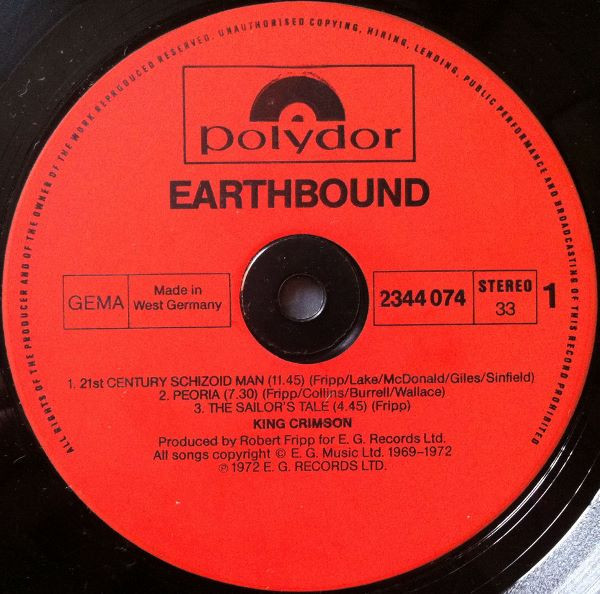 ALL RIGHTS OF THE PRODUCER AND OF THE OWNER OF THE WORK REPRODUCED RESERVED. UNAUTHORISED COPYING, HIRING, LENDING, PUBLIC PERFORMANCE AND BROADCASTING OF THIS RECORD PROHIBITED
polydor
EARTHBOUND
GEMA
Made in
West Germany
2344 074
STEREO
33
1
1. 21st CENTURY SCHIZOID MAN (11.45) (Fripp/Lake/McDonald/Giles/Sinfield)
2. PEORIA (7.30) (Fripp/Collins/Burrell/Wallace)
3. THE SAILOR'S TALE (4.45) (Fripp)
KING CRIMSON
Produced by Robert Fripp for E. G. Records Ltd.
All songs copyright © E. G. Music Ltd. 1969–1972
℗ 1972 E. G. RECORDS LTD.